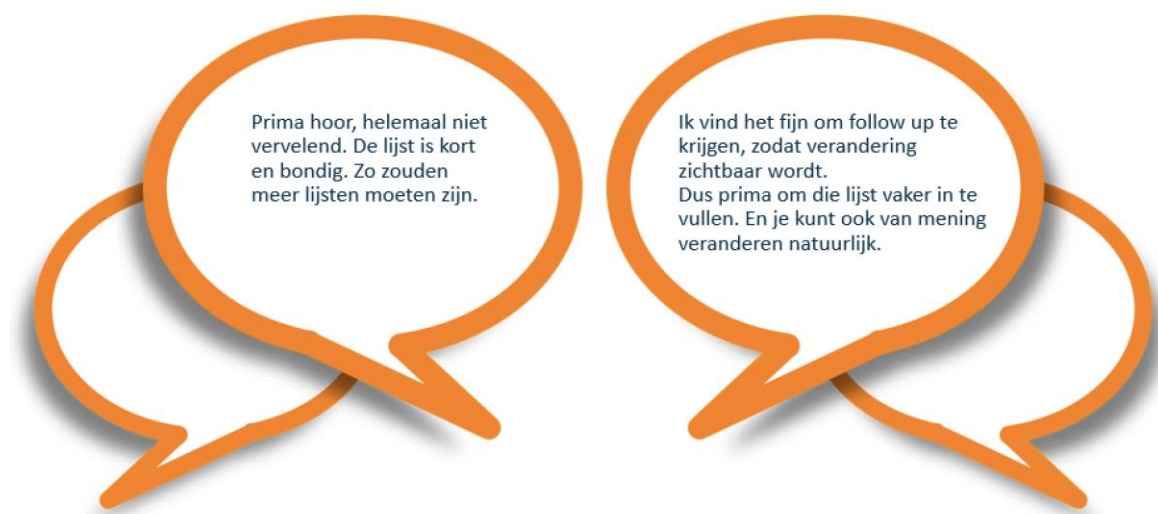 Prima hoor, helemaal niet
vervelend. De lijst is kort
en bondig. Zo zouden
meer lijsten moeten zijn.
Ik vind het fijn om follow up te
krijgen, zodat verandering
zichtbaar wordt.
Dus prima om die lijst vaker in te
vullen. En je kunt ook van mening
veranderen natuurlijk.